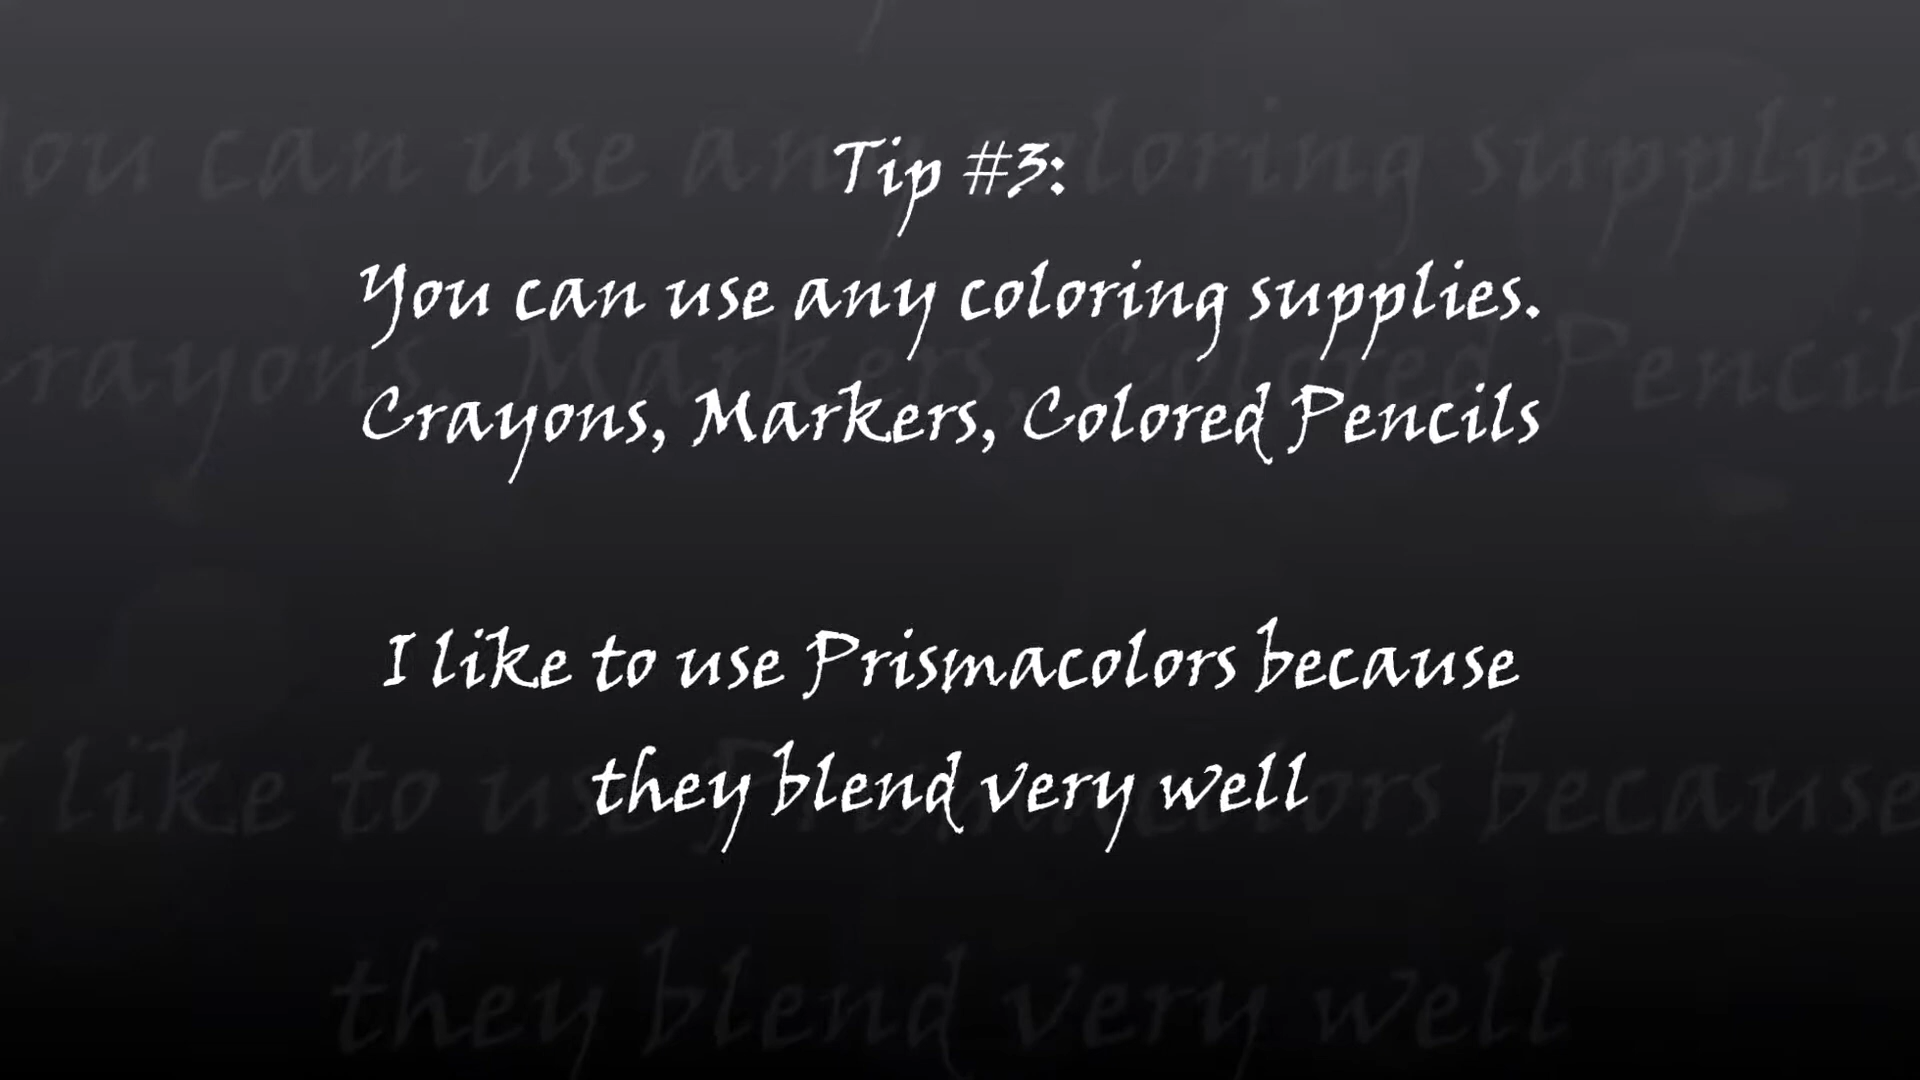 Tip #3:
You can use any coloring supplies.
Crayons, Markers, Colored Pencils
I like to use Prismacolors because
they blend very well